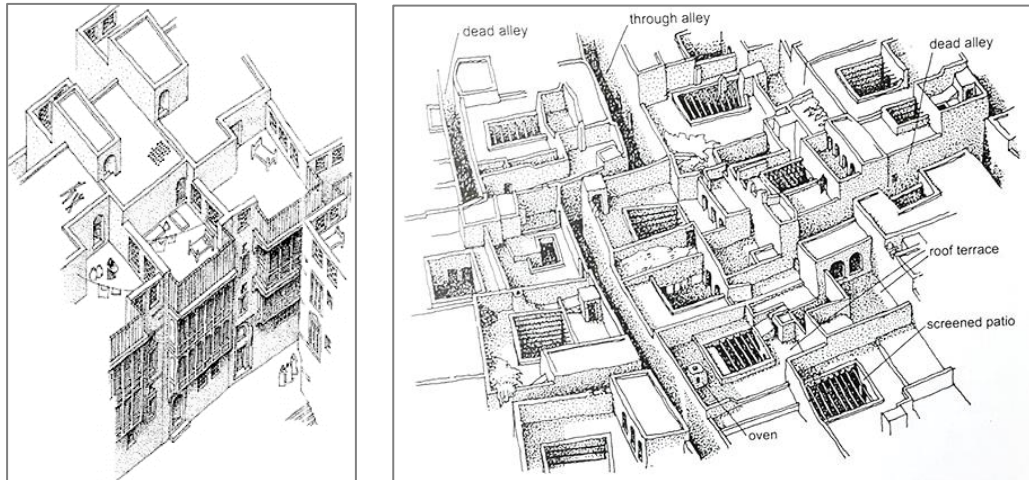 through alley
dead alley
dead alley
roof terrace
screened patio
oven